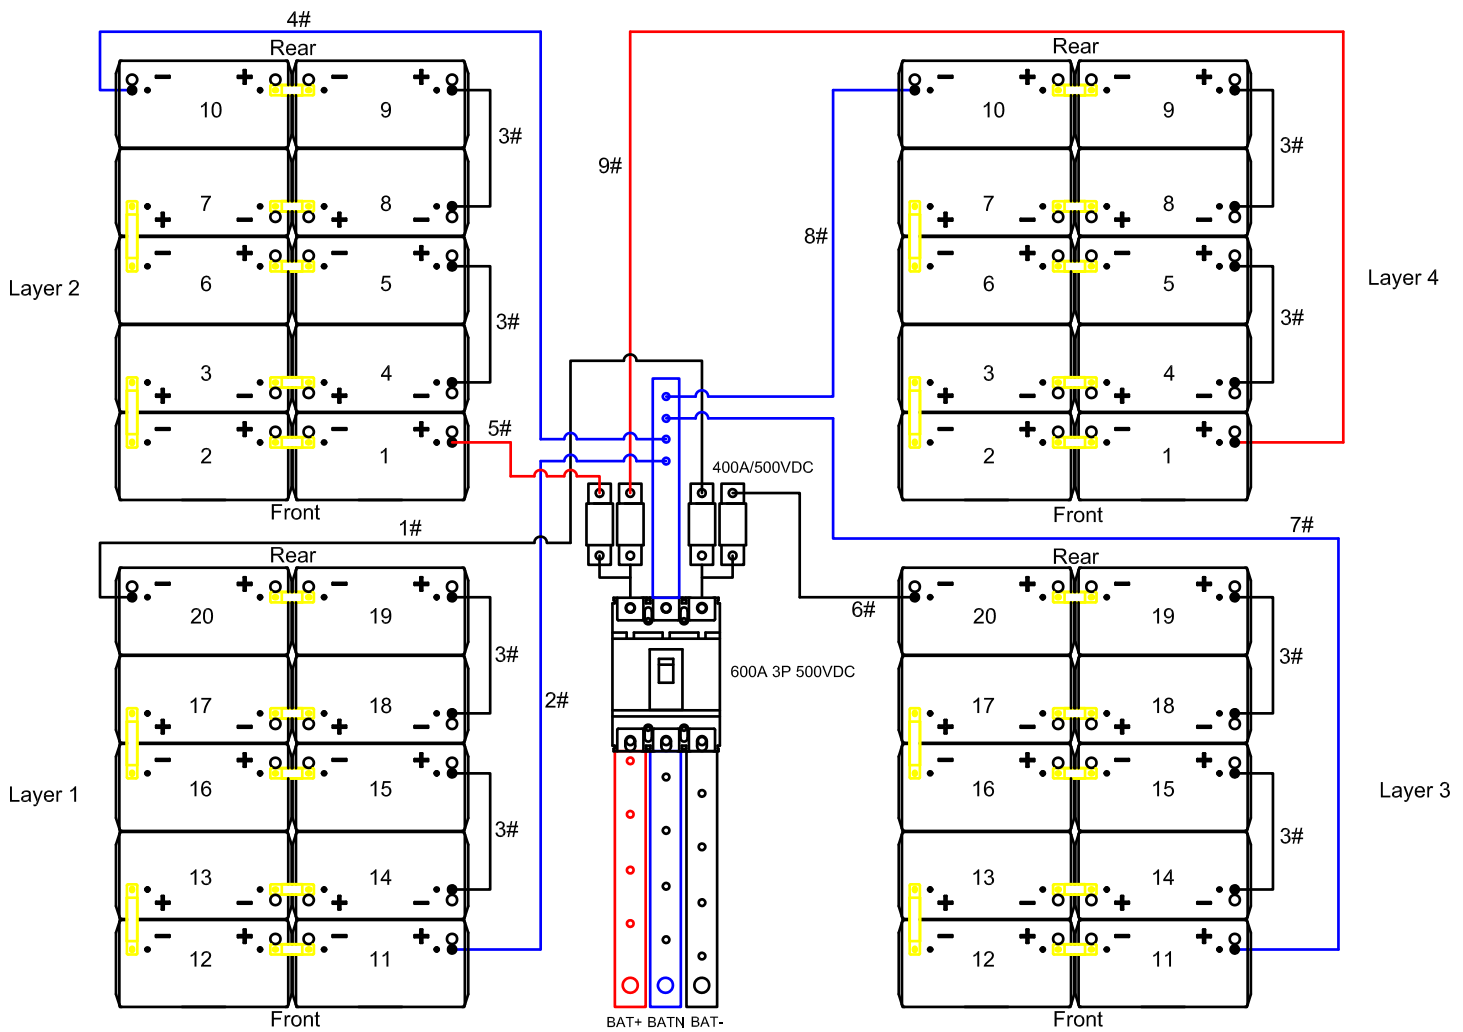 4#
Rear Rear
- + - + - + - +
10 9 10 9
3# 3#
9#
7 8 7 8
+ - + - + - + -
8#
- + - + - + - +
6 5 6 5
Layer 2 Layer 4
3# 3#
3 4 3 4
+ - + - + - + -
- + - + - + - +
5#
2 1 2 1
400A/500VDC
Front Front
1# 7#
Rear Rear
- + - + - + - +
20 19 20 19
6#
3# 3#
600A 3P 500VDC
2#
17 18 17 18
+ - + - + - + -
- + - + - + - +
16 15 16 15
Layer 1 Layer 3
3# 3#
13 14 13 14
+ - + - + - + -
- + - + - + - +
12 11 12 11
Front Front
BAT+ BATN BAT-